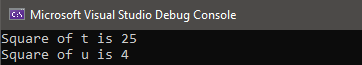 Microsoft Visual Studio Debug Console
Square of t is 25
Square of u is 4